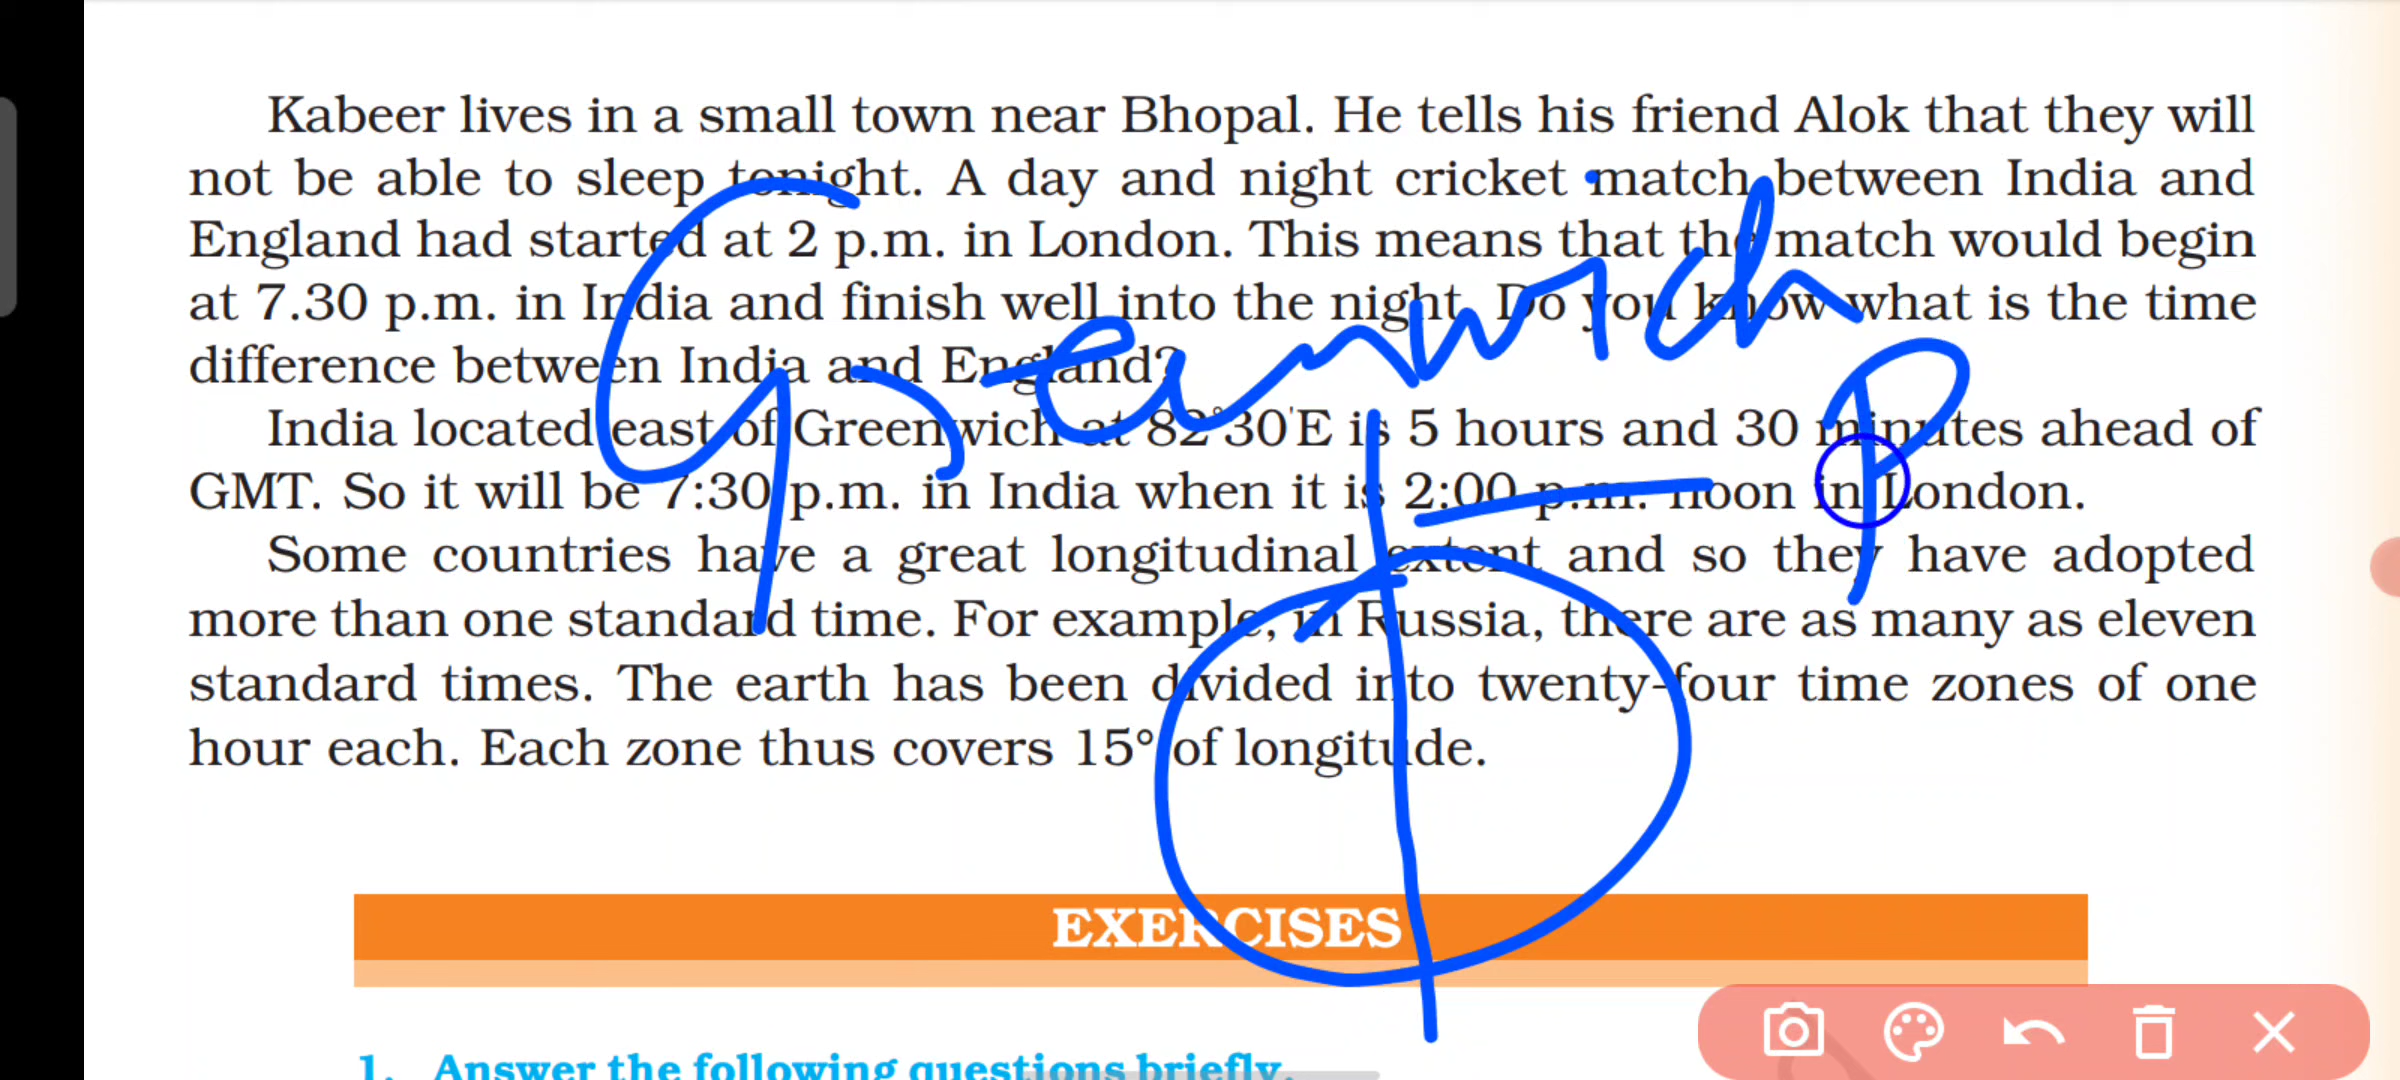 Kabeer lives in a small town near Bhopal. He tells his friend Alok that they will
not be able to sleep tonight. A day and night cricket match between India and
England had started at 2 p.m. in London. This means that the match would begin
at 7.30 p.m. in India and finish well into the night. Do you know what is the time
difference between India and England?
India located east of Greenwich at 82°30'E is 5 hours and 30 minutes ahead of
GMT. So it will be 7:30 p.m. in India when it is 2:00 p.m. noon in London.
Some countries have a great longitudinal extent and so they have adopted
more than one standard time. For example, in Russia, there are as many as eleven
standard times. The earth has been divided into twenty-four time zones of one
hour each. Each zone thus covers 15° of longitude.
P
EXERCISES
1. Answer the following questions briefly.